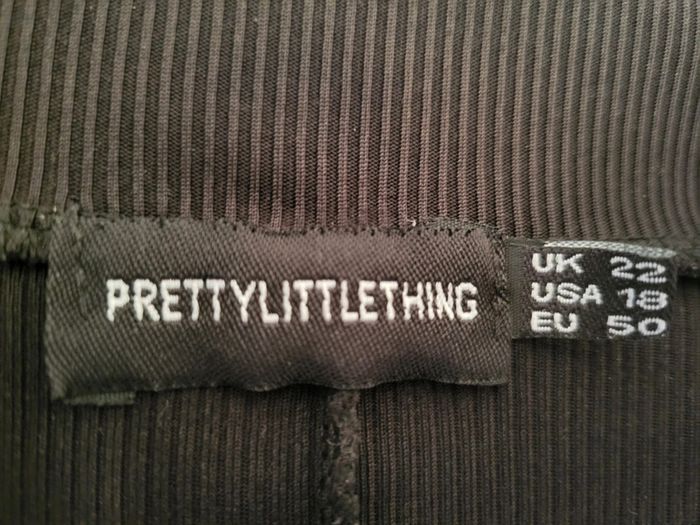 PRETTYLITTLETHING
UK 22
USA 18
EU 50